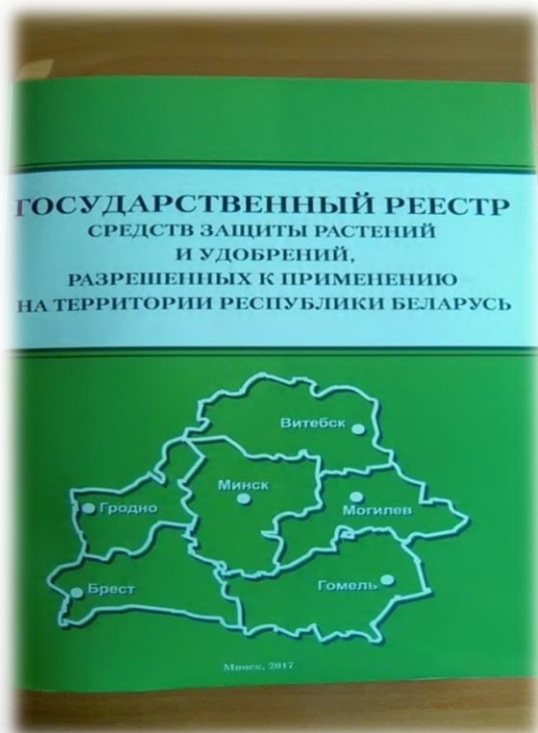 ГОСУДАРСТВЕННЫЙ РЕЕСТР
СРЕДСТВ ЗАЩИТЫ РАСТЕНИЙ
И УДОБРЕНИЙ,
РАЗРЕШЕННЫХ К ПРИМЕНЕНИЮ
НА ТЕРРИТОРИИ РЕСПУБЛИКИ БЕЛАРУСЬ
Витебск
Минск
Гродно
Могилев
Брест
Гомель
Минск, 2017